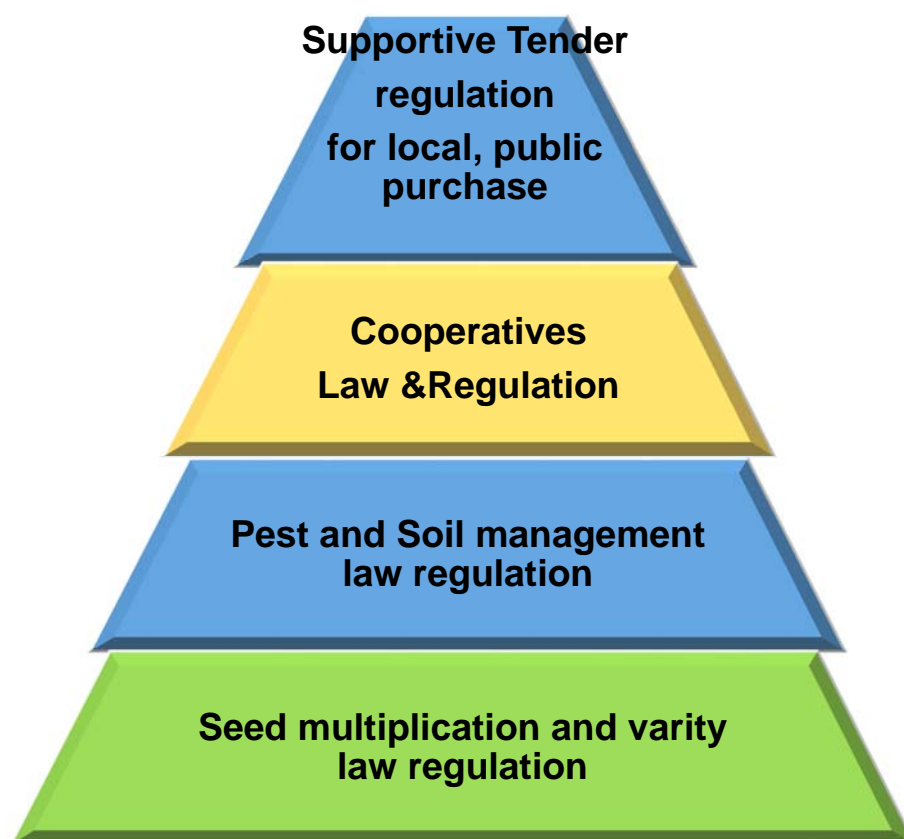 Supportive Tender
regulation
for local, public
purchase
Cooperatives
Law &Regulation
Pest and Soil management
law regulation
Seed multiplication and varity
law regulation